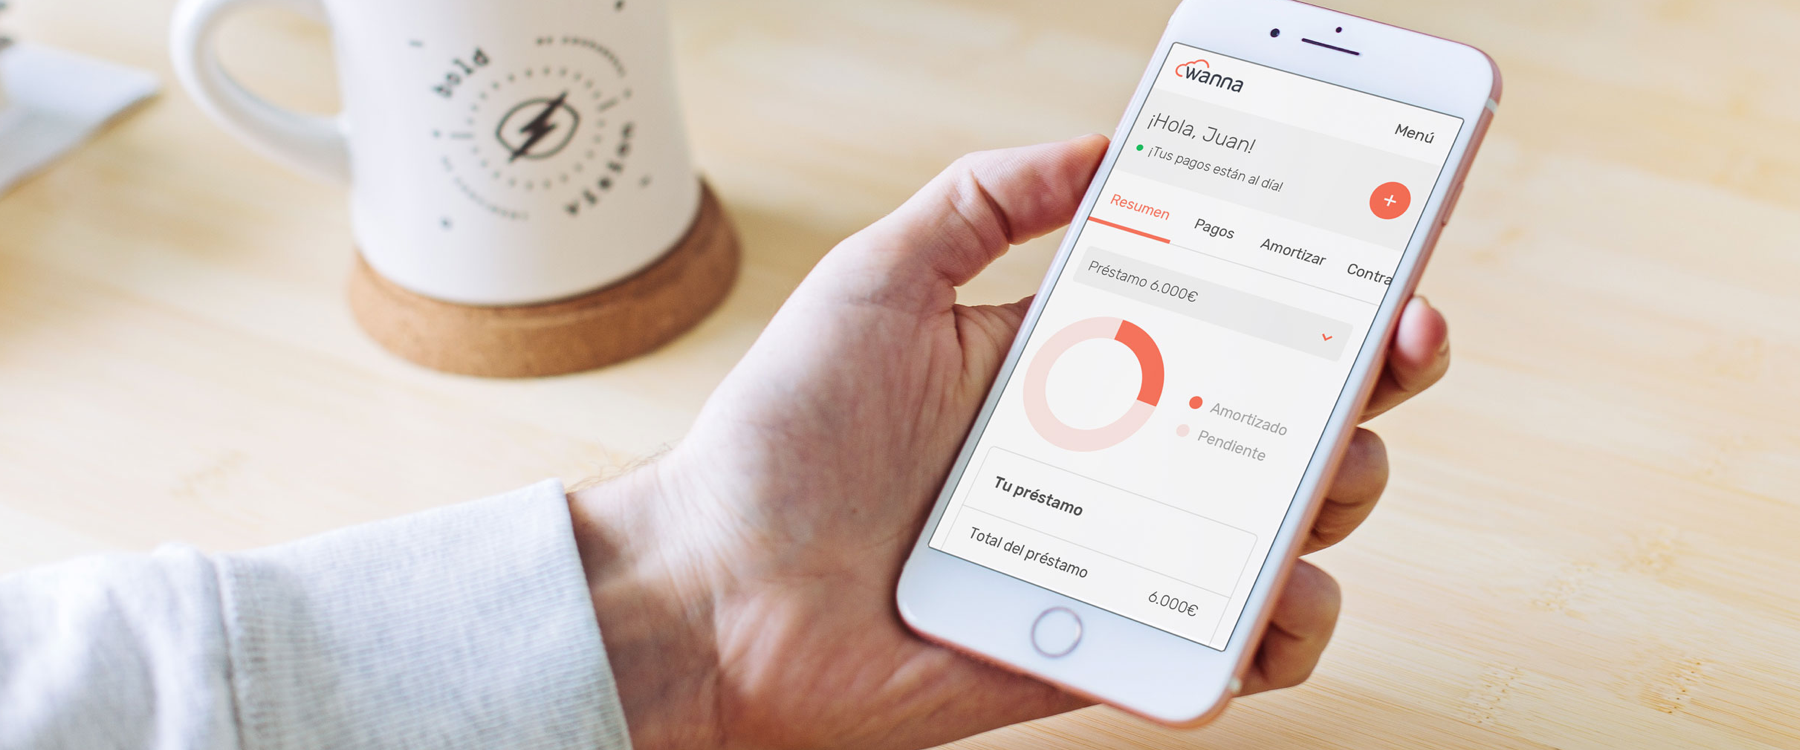 bold
wanna
Menú
¡Hola, Juan!
¡Tus pagos están al día!
+
Resumen Pagos Amortizar Contra
Préstamo 6.000€
Amortizado
Pendiente
Tu préstamo
Total del préstamo
6.000€